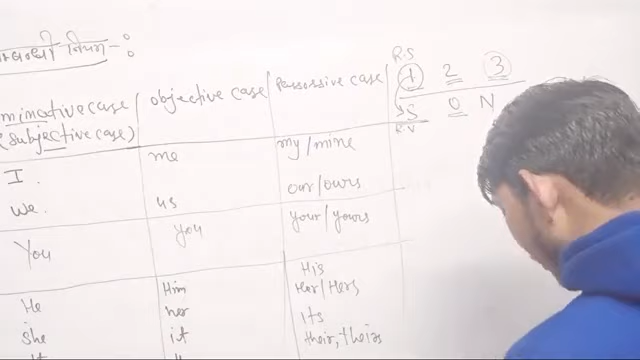 नियम -:
R.S
1 2 3
minative case / objective case / Possossive case
(subjective case)
S O N
R.V
I. me my/mine
We. us our/ours
You you your/yours
His
He Him Her/Hers
she her Its
it their, theirs